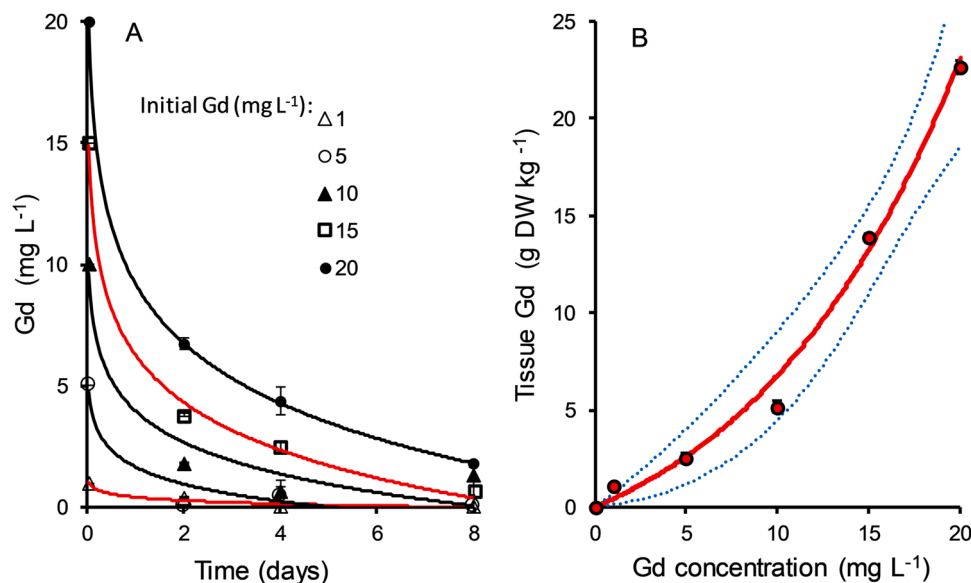 A
Initial Gd (mg L⁻¹):
1
5
10
15
20
20
15
10
5
0
Gd (mg L⁻¹)
0 2 4 6 8
Time (days)
B
25
20
15
10
5
0
Tissue Gd (g DW kg⁻¹)
0 5 10 15 20
Gd concentration (mg L⁻¹)